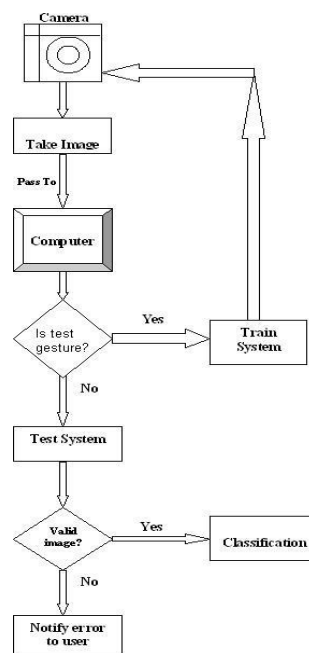 Camera
Take Image
Pass To
Computer
Is test
gesture?
Yes
Train
System
No
Test System
Valid
image?
Yes
Classification
No
Notify error
to user